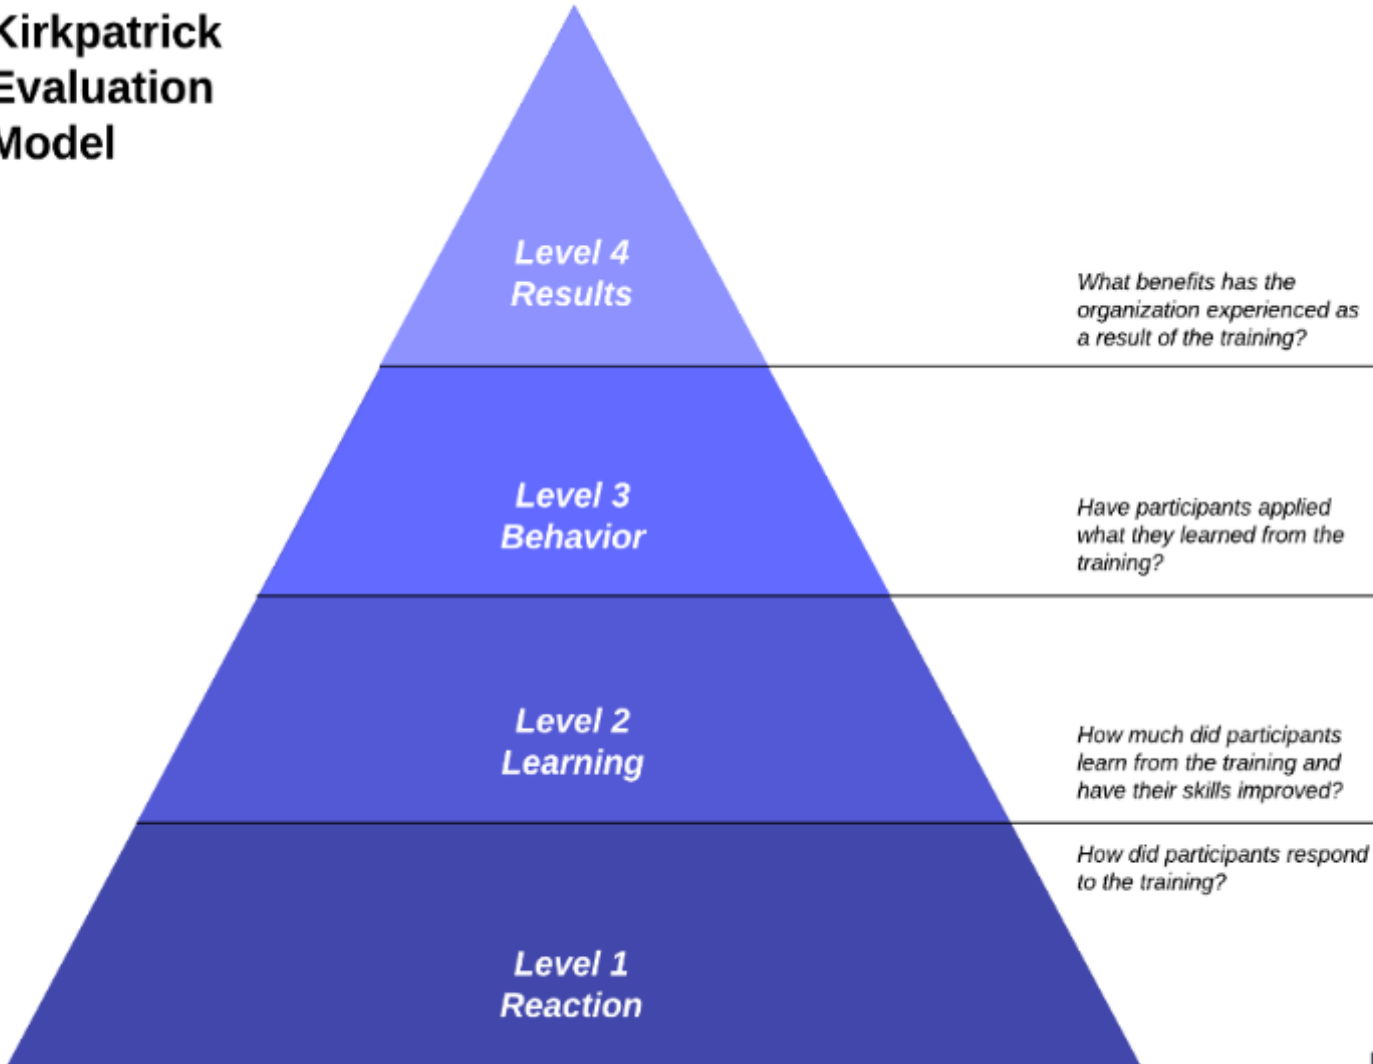 Kirkpatrick
Evaluation
Model
Level 4
Results
What benefits has the
organization experienced as
a result of the training?
Level 3
Behavior
Have participants applied
what they learned from the
training?
Level 2
Learning
How much did participants
learn from the training and
have their skills improved?
How did participants respond
to the training?
Level 1
Reaction